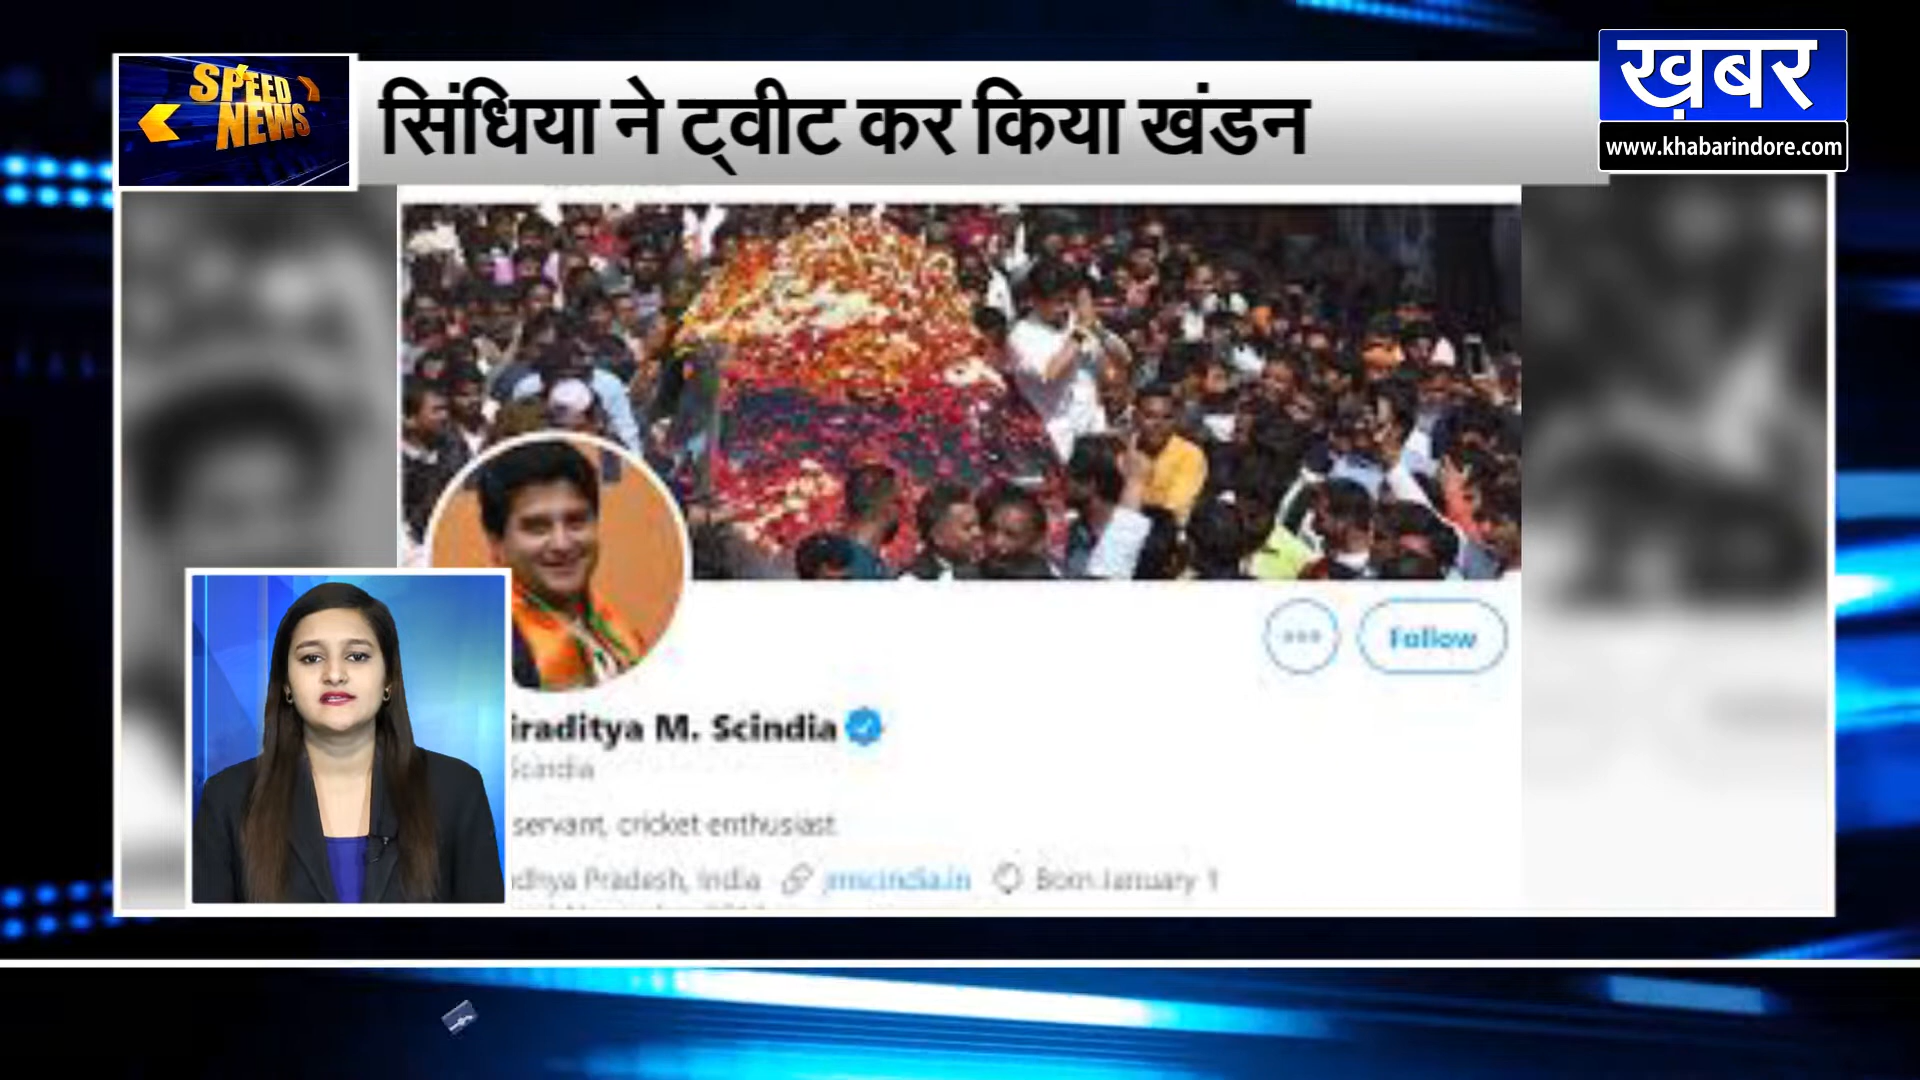 SPEED
NEWS
सिंधिया ने ट्वीट कर किया खंडन
ख़बर
www.khabarindore.com
Follow
iraditya M. Scindia
Scindia
servant, cricket enthusiast
dhya Pradesh, India jmscindia.in Born January 1